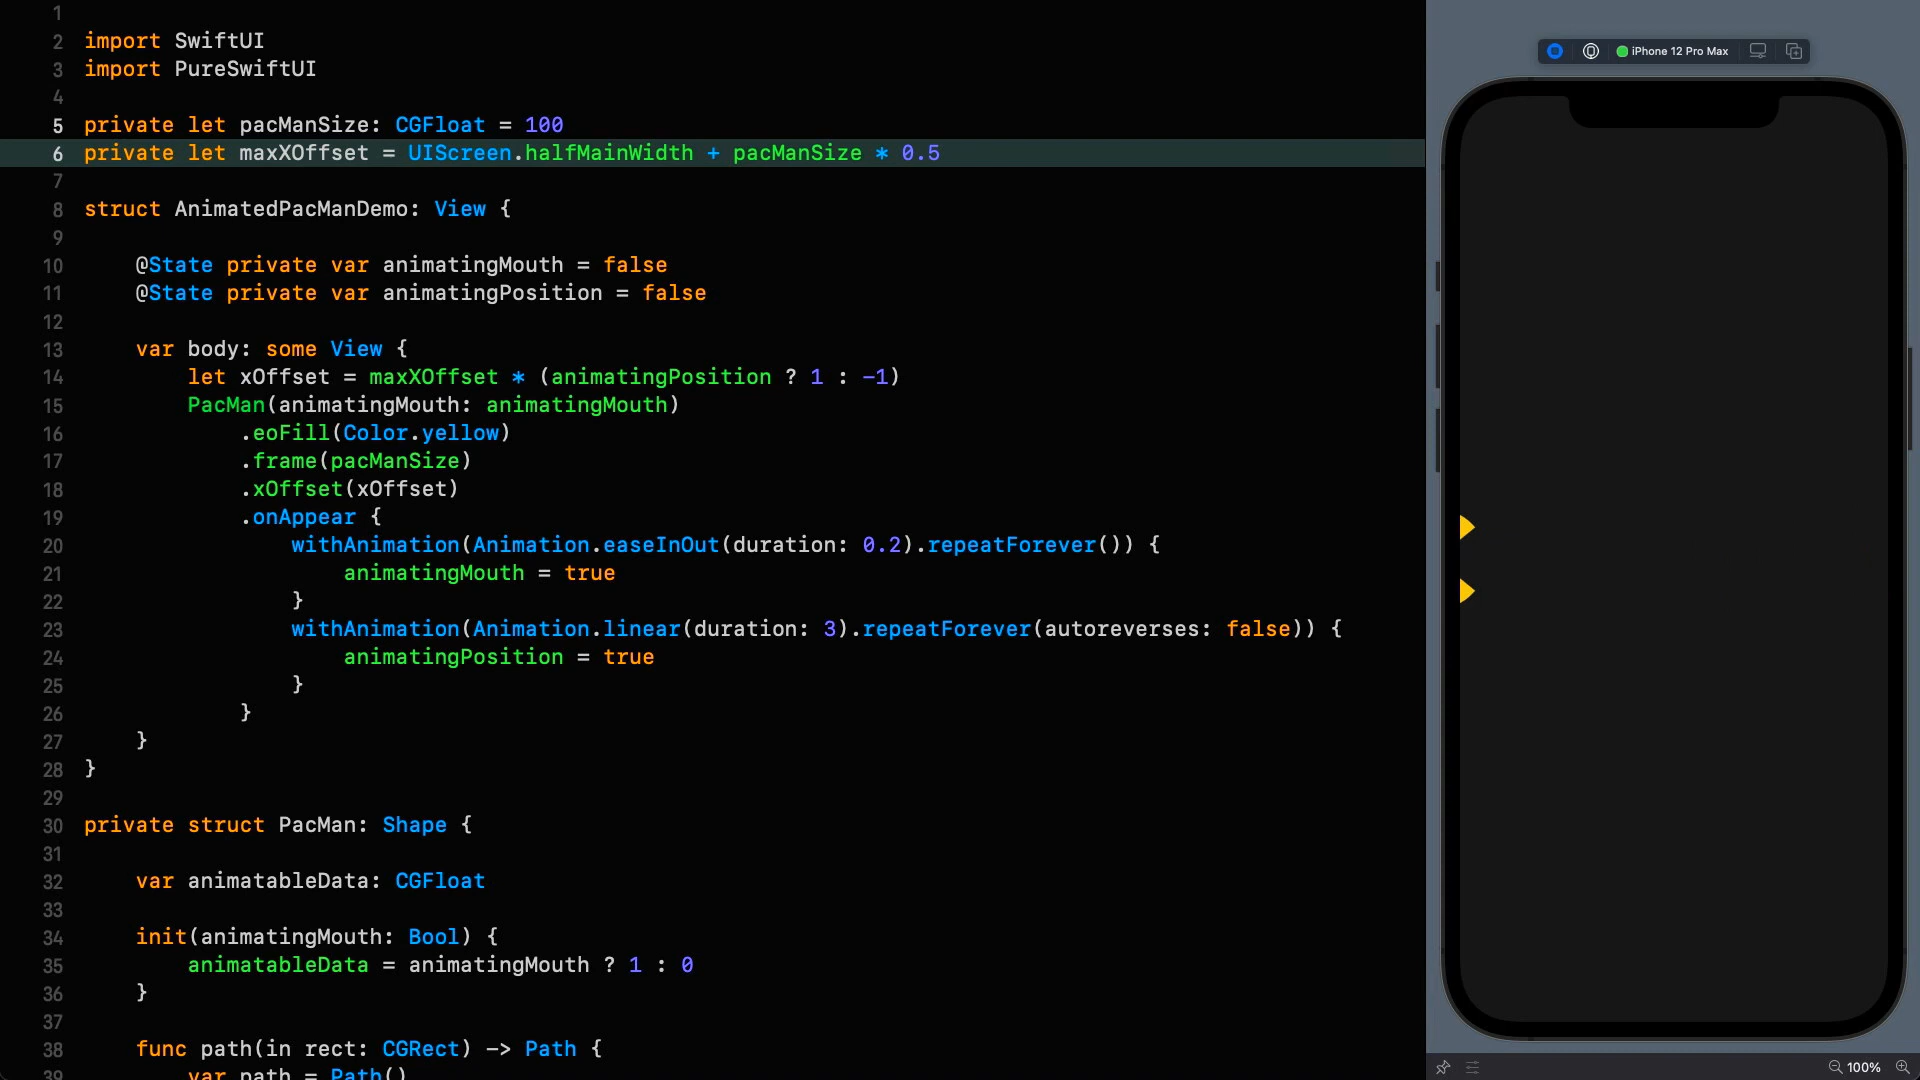 1
2 import SwiftUI
3 import PureSwiftUI
4
5 private let pacManSize: CGFloat = 100
6 private let maxXOffset = UIScreen.halfMainWidth + pacManSize * 0.5
7
8 struct AnimatedPacManDemo: View {
9
10 @State private var animatingMouth = false
11 @State private var animatingPosition = false
12
13 var body: some View {
14 let xOffset = maxXOffset * (animatingPosition ? 1 : -1)
15 PacMan(animatingMouth: animatingMouth)
16 .eoFill(Color.yellow)
17 .frame(pacManSize)
18 .xOffset(xOffset)
19 .onAppear {
20 withAnimation(Animation.easeInOut(duration: 0.2).repeatForever()) {
21 animatingMouth = true
22 }
23 withAnimation(Animation.linear(duration: 3).repeatForever(autoreverses: false)) {
24 animatingPosition = true
25 }
26 }
27 }
28 }
29
30 private struct PacMan: Shape {
31
32 var animatableData: CGFloat
33
34 init(animatingMouth: Bool) {
35 animatableData = animatingMouth ? 1 : 0
36 }
37
38 func path(in rect: CGRect) -> Path {
39 var path = Path()
iPhone 12 Pro Max
100%